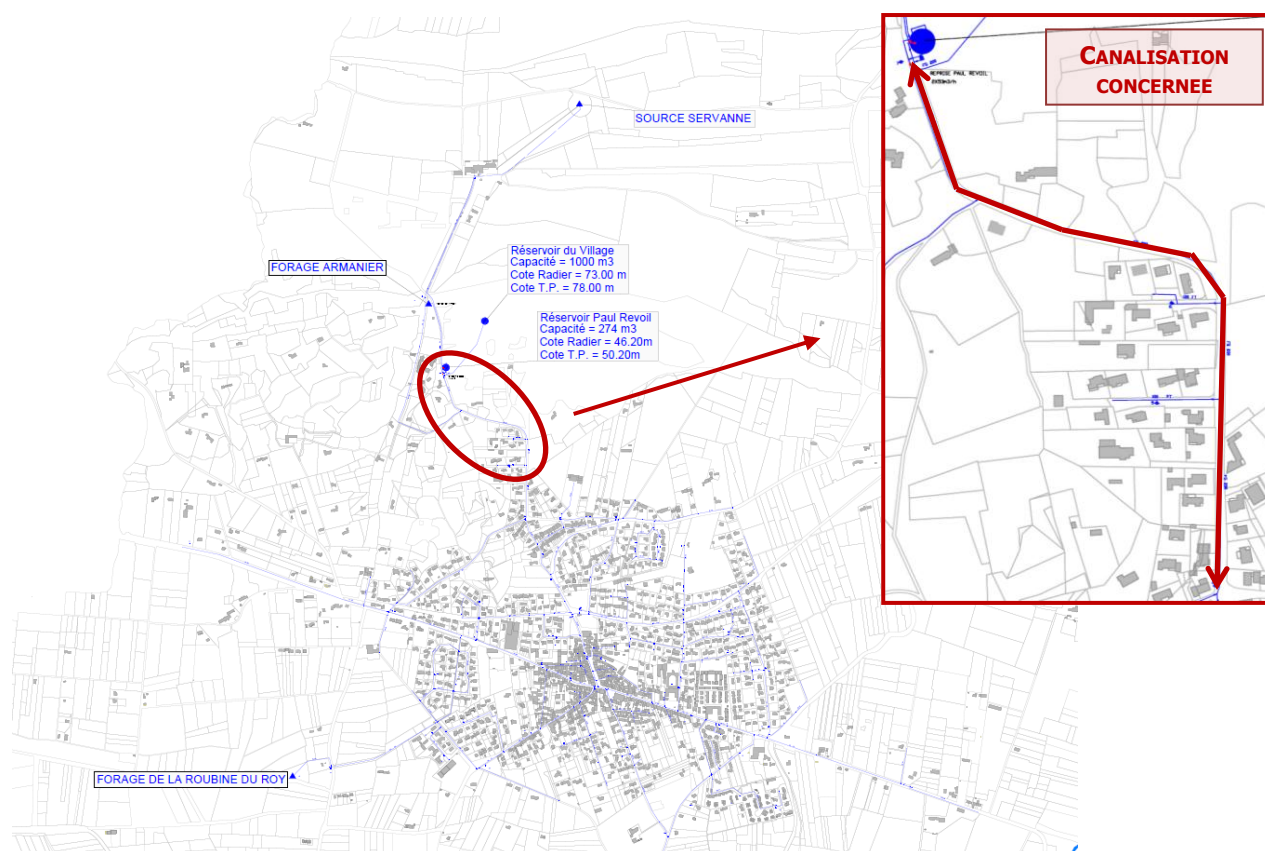 CANALISATION
CONCERNEE
REPRISE PAUL REVOIL
SOURCE SERVANNE
Réservoir du Village
Capacité = 1000 m3
Cote Radier = 73.00 m
Cote T.P. = 78.00 m
FORAGE ARMANIER
Réservoir Paul Revoil
Capacité = 274 m3
Cote Radier = 46.20m
Cote T.P. = 50.20m
FORAGE DE LA ROUBINE DU ROY